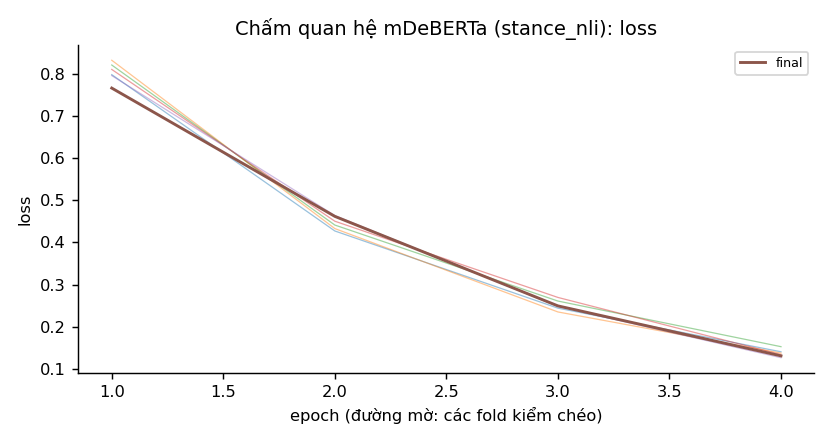 Chấm quan hệ mDeBERTa (stance_nli): loss
final
loss
0.8
0.7
0.6
0.5
0.4
0.3
0.2
0.1
1.0 1.5 2.0 2.5 3.0 3.5 4.0
epoch (đường mờ: các fold kiểm chéo)